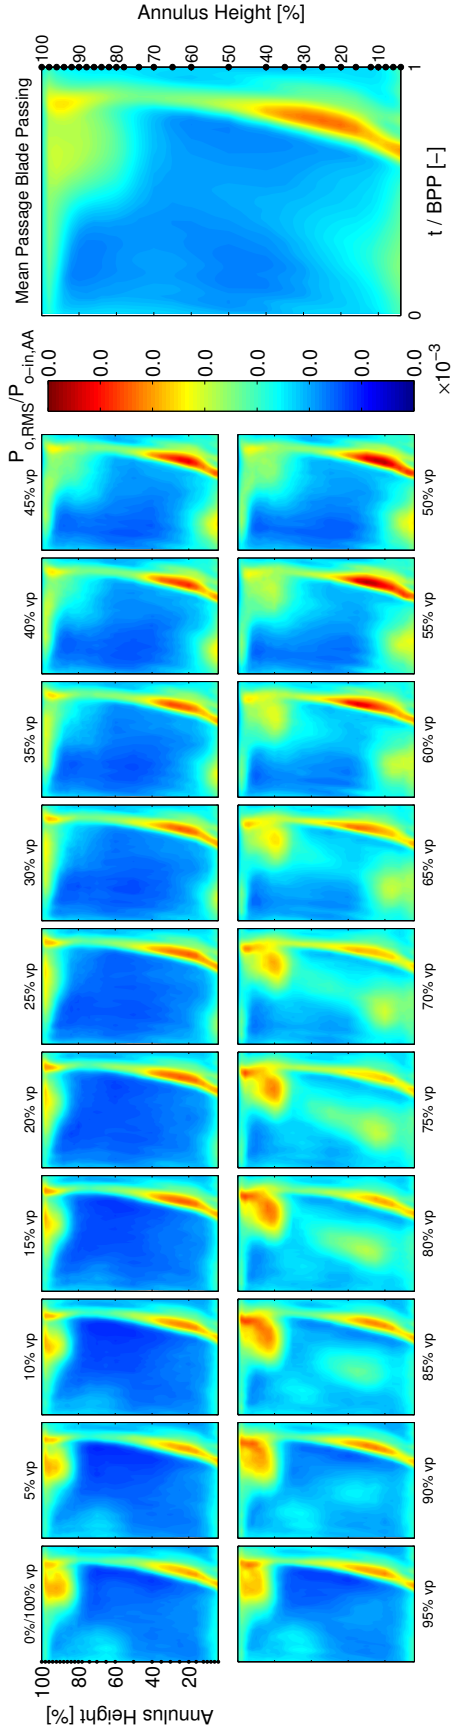 0%/100% vp
5% vp
10% vp
15% vp
20% vp
25% vp
30% vp
35% vp
40% vp
45% vp
100
80
60
40
20
Annulus Height [%]
95% vp
90% vp
85% vp
80% vp
75% vp
70% vp
65% vp
60% vp
55% vp
50% vp
P o,RMS/P o−in,AA
0.0
0.0
0.0
0.0
0.0
0.0
0.0
0.0
×10−3
Mean Passage Blade Passing
100
90
80
70
60
50
40
30
20
10
Annulus Height [%]
0
1
t / BPP [−]